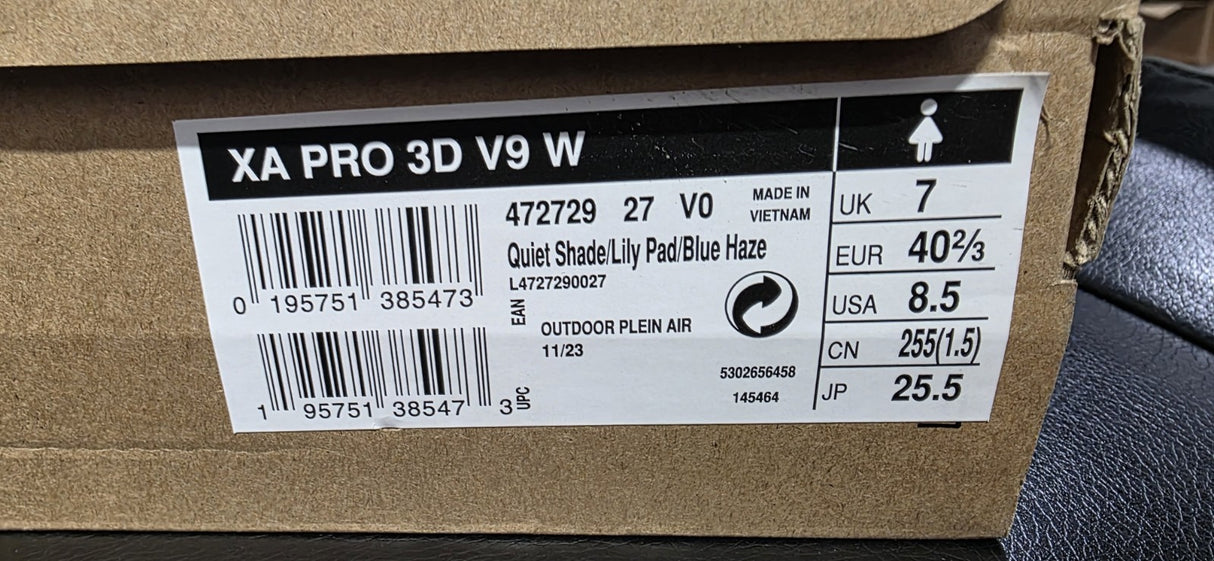 XA PRO 3D V9 W
0 195751 385473
EAN
1 95751 38547 3
UPC
472729 27 V0
MADE IN
VIETNAM
Quiet Shade/Lily Pad/Blue Haze
L4727290027
OUTDOOR PLEIN AIR
11/23
5302656458
145464
UK 7
EUR 40⅔
USA 8.5
CN 255(1.5)
JP 25.5